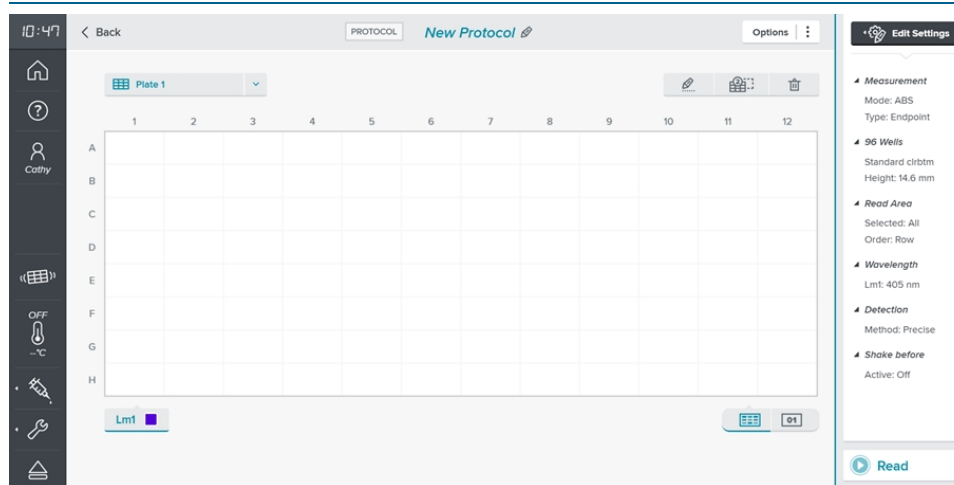 10:47
Back
PROTOCOL
New Protocol
Options
Edit Settings
Plate 1
2
1 2 3 4 5 6 7 8 9 10 11 12
A
B
C
D
E
F
G
H
Cathy
OFF
--°C
Lm1
01
Measurement
Mode: ABS
Type: Endpoint
96 Wells
Standard clrbtm
Height: 14.6 mm
Read Area
Selected: All
Order: Row
Wavelength
Lm1: 405 nm
Detection
Method: Precise
Shake before
Active: Off
Read